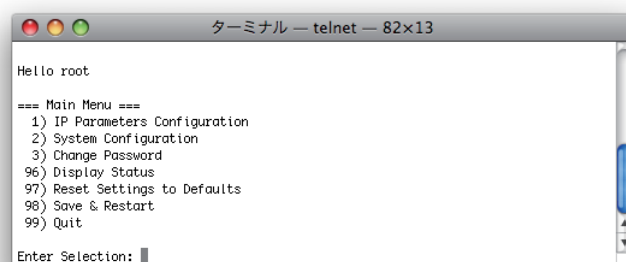 ターミナル — telnet — 82×13
Hello root
=== Main Menu ===
1) IP Parameters Configuration
2) System Configuration
3) Change Password
96) Display Status
97) Reset Settings to Defaults
98) Save & Restart
99) Quit
Enter Selection: